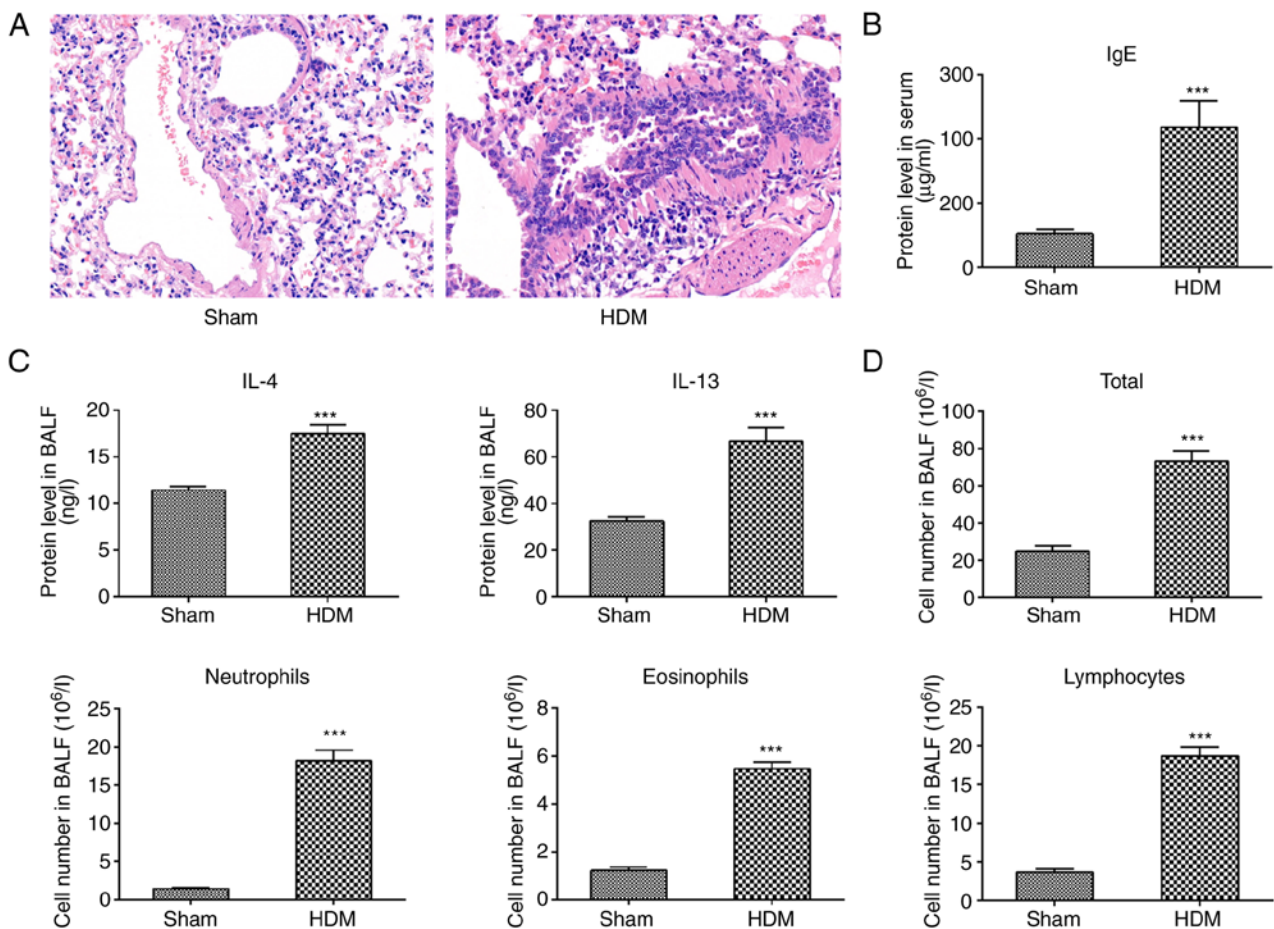 A
Sham
HDM
B
IgE
Protein level in serum
(µg/ml)
300
100
200
0
***
Sham
HDM
C
IL-4
Protein level in BALF
(ng/l)
20
15
10
5
0
***
Sham
HDM
IL-13
Protein level in BALF
(ng/l)
80
60
40
20
0
***
Sham
HDM
D
Total
Cell number in BALF (10⁶/l)
100
80
60
40
20
0
***
Sham
HDM
Neutrophils
Cell number in BALF (10⁶/l)
25
20
15
10
5
0
***
Sham
HDM
Eosinophils
Cell number in BALF (10⁶/l)
8
6
4
2
0
***
Sham
HDM
Lymphocytes
Cell number in BALF (10⁶/l)
25
20
15
10
5
0
***
Sham
HDM